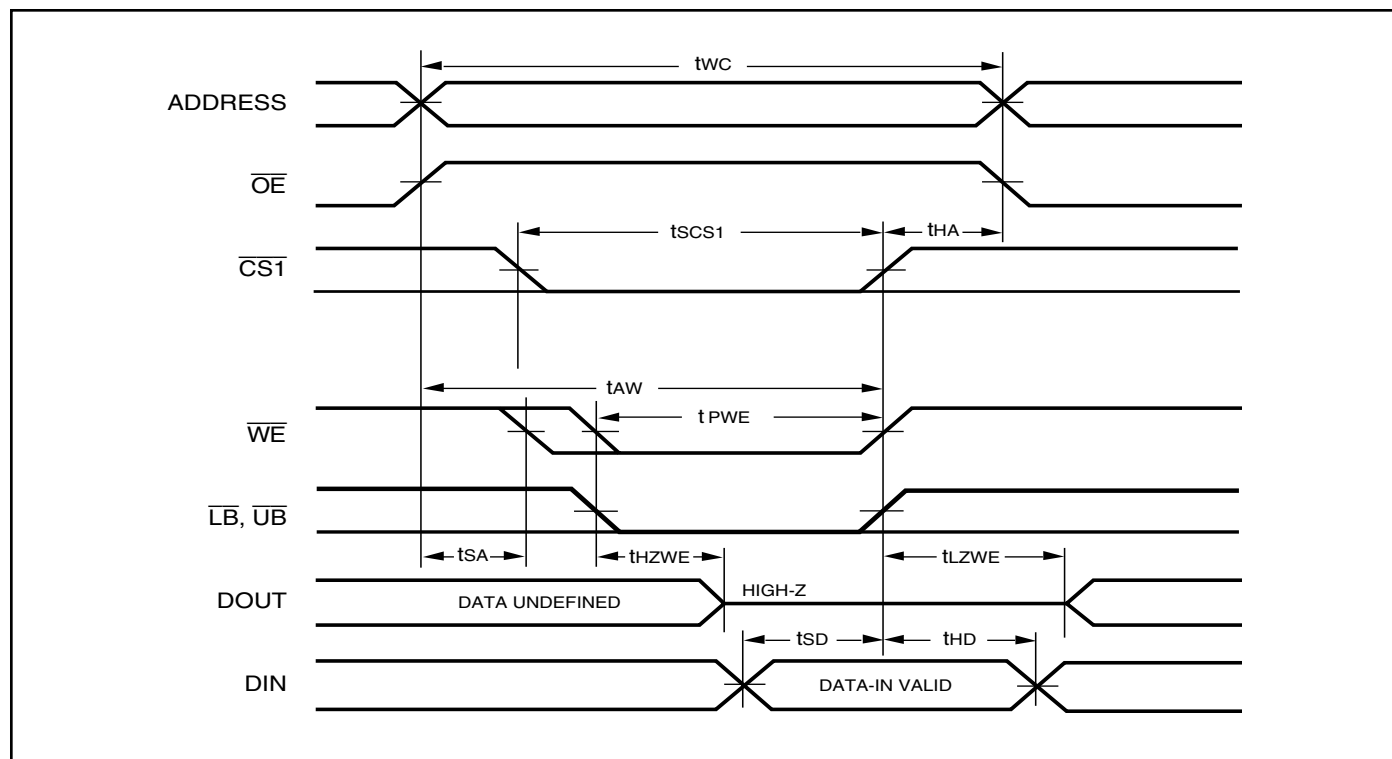 tWC
ADDRESS
OE
tSCS1
tHA
CS1
tAW
t PWE
WE
LB, UB
tSA
tHZWE
tLZWE
DOUT
DATA UNDEFINED
HIGH-Z
tSD
tHD
DIN
DATA-IN VALID